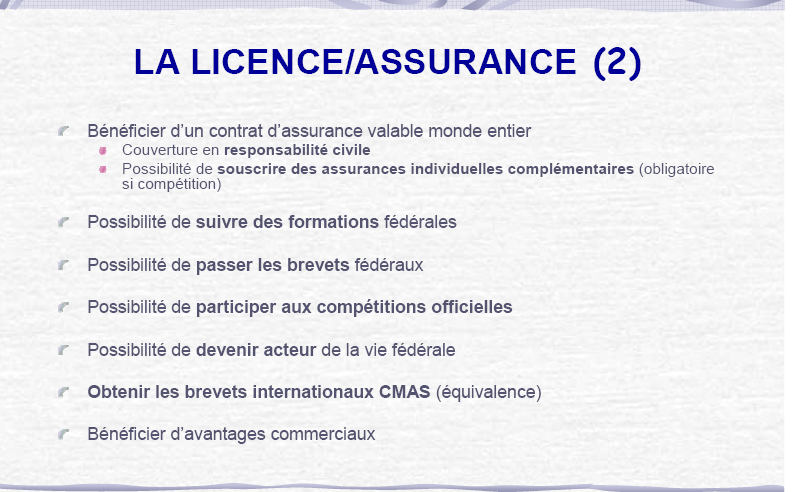 LA LICENCE/ASSURANCE (2)
Bénéficier d’un contrat d’assurance valable monde entier
Couverture en responsabilité civile
Possibilité de souscrire des assurances individuelles complémentaires (obligatoire
si compétition)
Possibilité de suivre des formations fédérales
Possibilité de passer les brevets fédéraux
Possibilité de participer aux compétitions officielles
Possibilité de devenir acteur de la vie fédérale
Obtenir les brevets internationaux CMAS (équivalence)
Bénéficier d’avantages commerciaux